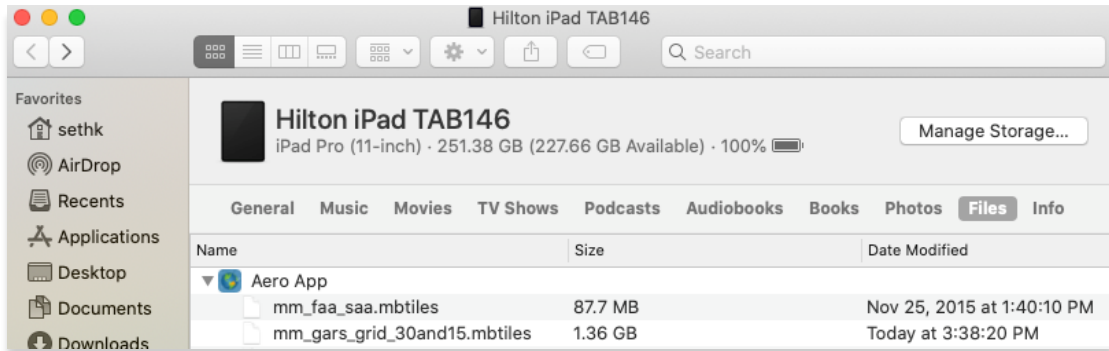 Hilton iPad TAB146
Search
Favorites
sethk
AirDrop
Recents
Applications
Desktop
Documents
Downloads
Hilton iPad TAB146
iPad Pro (11-inch) · 251.38 GB (227.66 GB Available) · 100%
Manage Storage...
General Music Movies TV Shows Podcasts Audiobooks Books Photos Files Info
Name Size Date Modified
Aero App
mm_faa_saa.mbtiles 87.7 MB Nov 25, 2015 at 1:40:10 PM
mm_gars_grid_30and15.mbtiles 1.36 GB Today at 3:38:20 PM